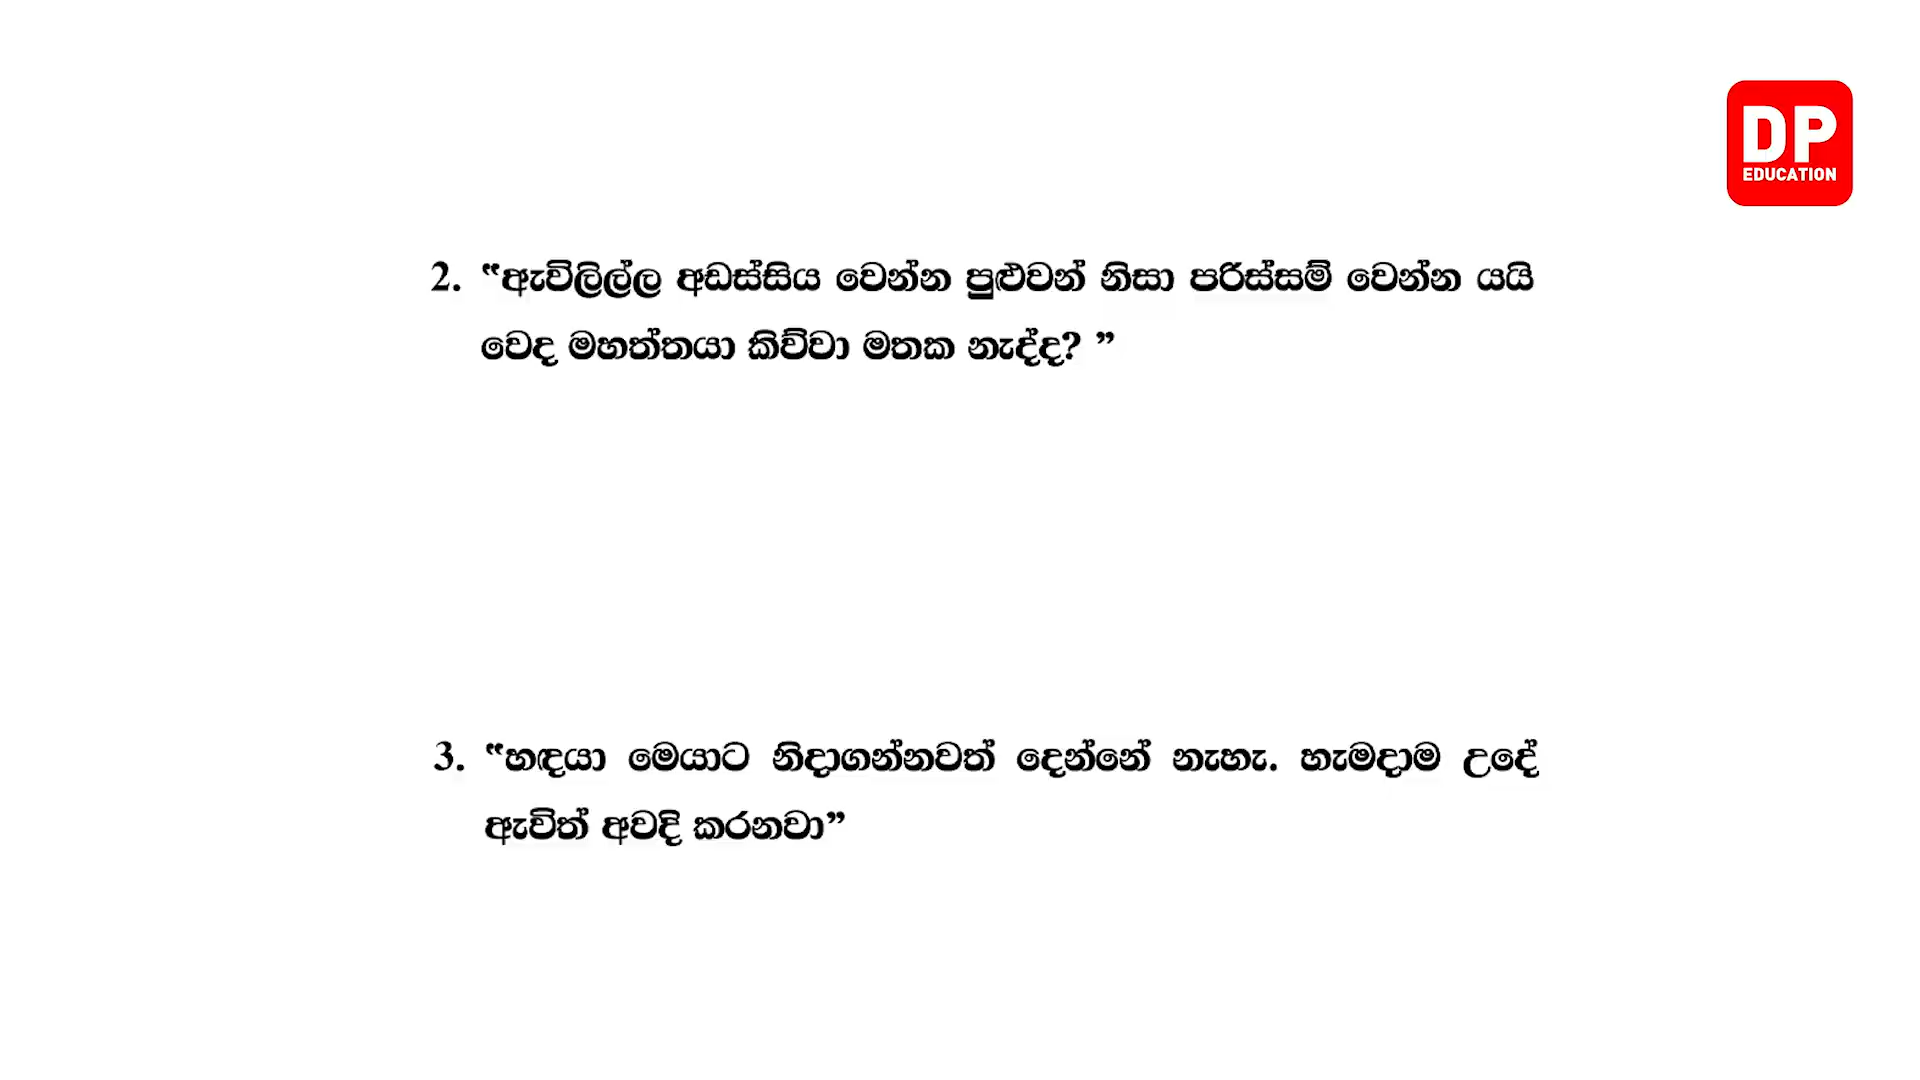 DP
EDUCATION
2. “ඇවිලිල්ල අඩස්සිය වෙන්න පුළුවන් නිසා පරිස්සම් වෙන්න යයි
වෙද මහත්තයා කිව්වා මතක නැද්ද? ”
3. “හඳයා මෙයාට නිදාගන්නවත් දෙන්නේ නැහැ. හැමදාම උදේ
ඇවිත් අවදි කරනවා”